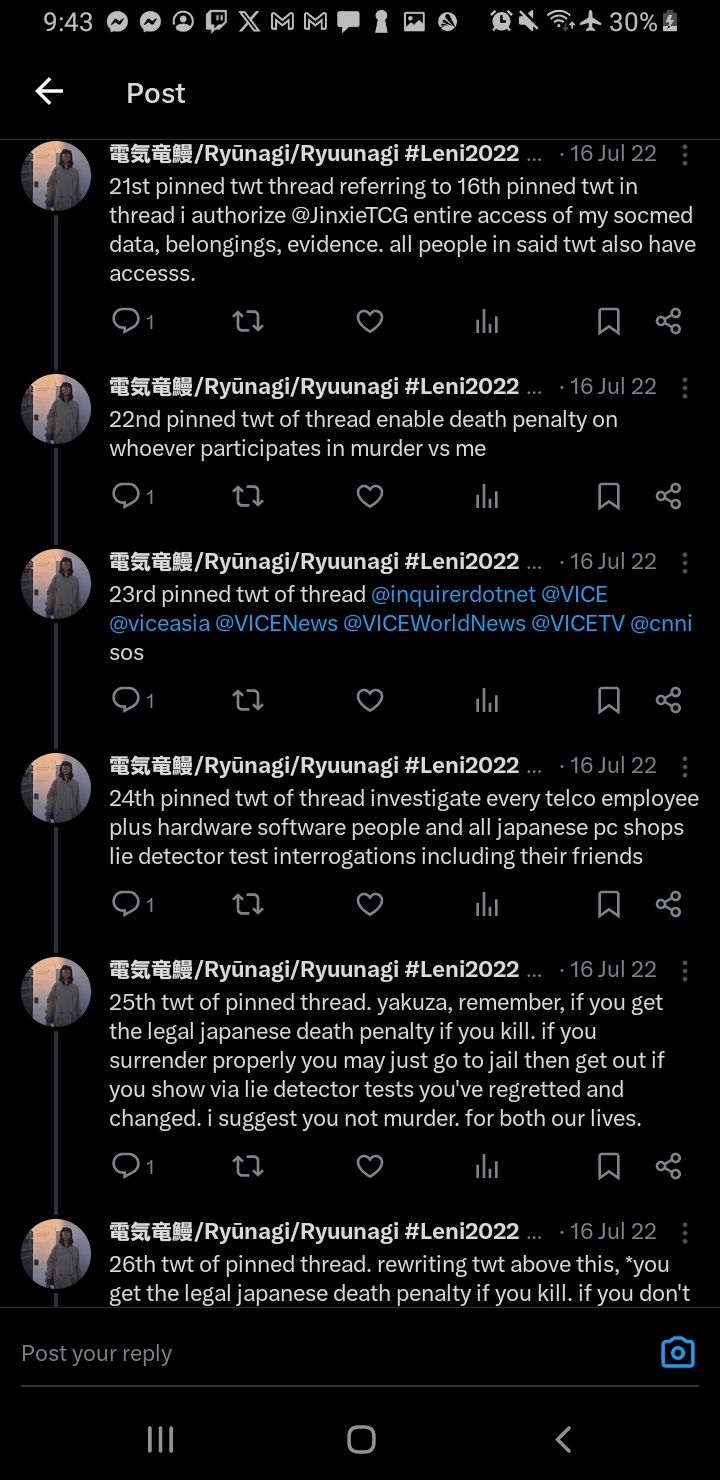 9:43 30%
Post
電気竜鰻/Ryūnagi/Ryuunagi #Leni2022 ... · 16 Jul 22
21st pinned twt thread referring to 16th pinned twt in
thread i authorize @JinxieTCG entire access of my socmed
data, belongings, evidence. all people in said twt also have
accesss.
1
電気竜鰻/Ryūnagi/Ryuunagi #Leni2022 ... · 16 Jul 22
22nd pinned twt of thread enable death penalty on
whoever participates in murder vs me
1
電気竜鰻/Ryūnagi/Ryuunagi #Leni2022 ... · 16 Jul 22
23rd pinned twt of thread @inquirerdotnet @VICE
@viceasia @VICENews @VICEWorldNews @VICETV @cnni
sos
1
電気竜鰻/Ryūnagi/Ryuunagi #Leni2022 ... · 16 Jul 22
24th pinned twt of thread investigate every telco employee
plus hardware software people and all japanese pc shops
lie detector test interrogations including their friends
1
電気竜鰻/Ryūnagi/Ryuunagi #Leni2022 ... · 16 Jul 22
25th twt of pinned thread. yakuza, remember, if you get
the legal japanese death penalty if you kill. if you
surrender properly you may just go to jail then get out if
you show via lie detector tests you've regretted and
changed. i suggest you not murder. for both our lives.
1
電気竜鰻/Ryūnagi/Ryuunagi #Leni2022 ... · 16 Jul 22
26th twt of pinned thread. rewriting twt above this, *you
get the legal japanese death penalty if you kill. if you don't
Post your reply